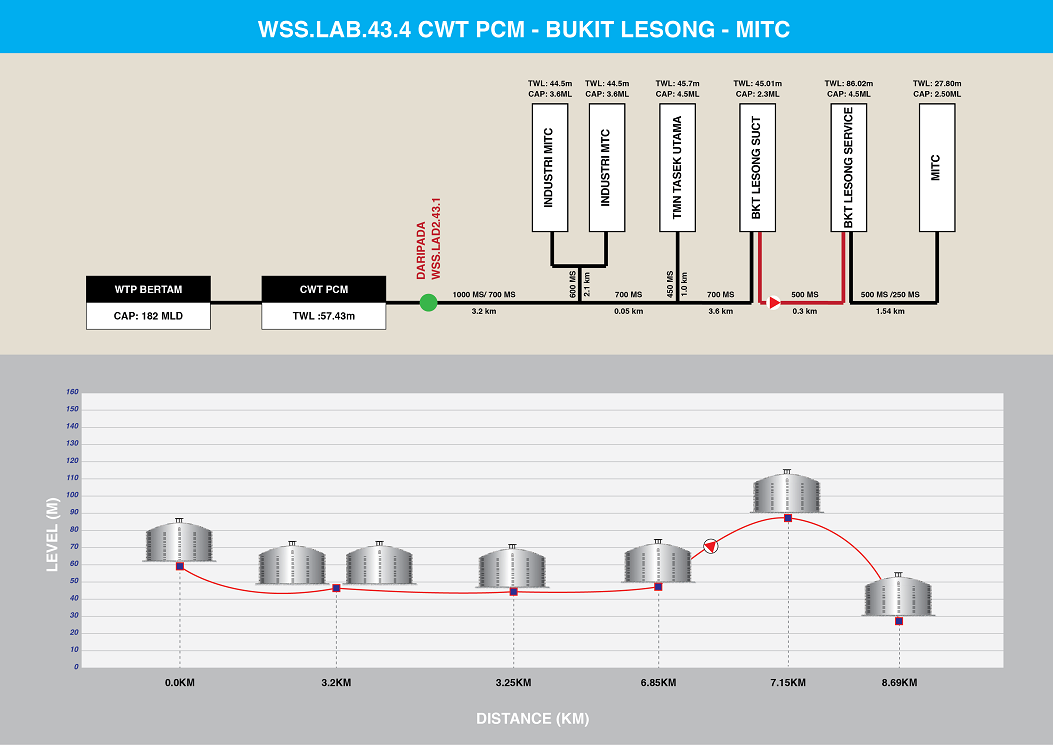 WSS.LAB.43.4 CWT PCM - BUKIT LESONG - MITC
TWL: 44.5m
CAP: 3.6ML
TWL: 44.5m
CAP: 3.6ML
TWL: 45.7m
CAP: 4.5ML
TWL: 45.01m
CAP: 2.3ML
TWL: 86.02m
CAP: 4.5ML
TWL: 27.80m
CAP: 2.50ML
INDUSTRI MITC
INDUSTRI MTC
TMN TASEK UTAMA
BKT LESONG SUCT
BKT LESONG SERVICE
MITC
DARIPADA
WSS.LAD2.43.1
WTP BERTAM
CAP: 182 MLD
CWT PCM
TWL :57.43m
1000 MS/ 700 MS
3.2 km
600 MS
2.1 km
700 MS
0.05 km
450 MS
1.0 km
700 MS
3.6 km
500 MS
0.3 km
500 MS /250 MS
1.54 km
LEVEL (M)
160
150
140
130
120
110
100
90
80
70
60
50
40
30
20
10
0
0.0KM
3.2KM
3.25KM
6.85KM
7.15KM
8.69KM
DISTANCE (KM)